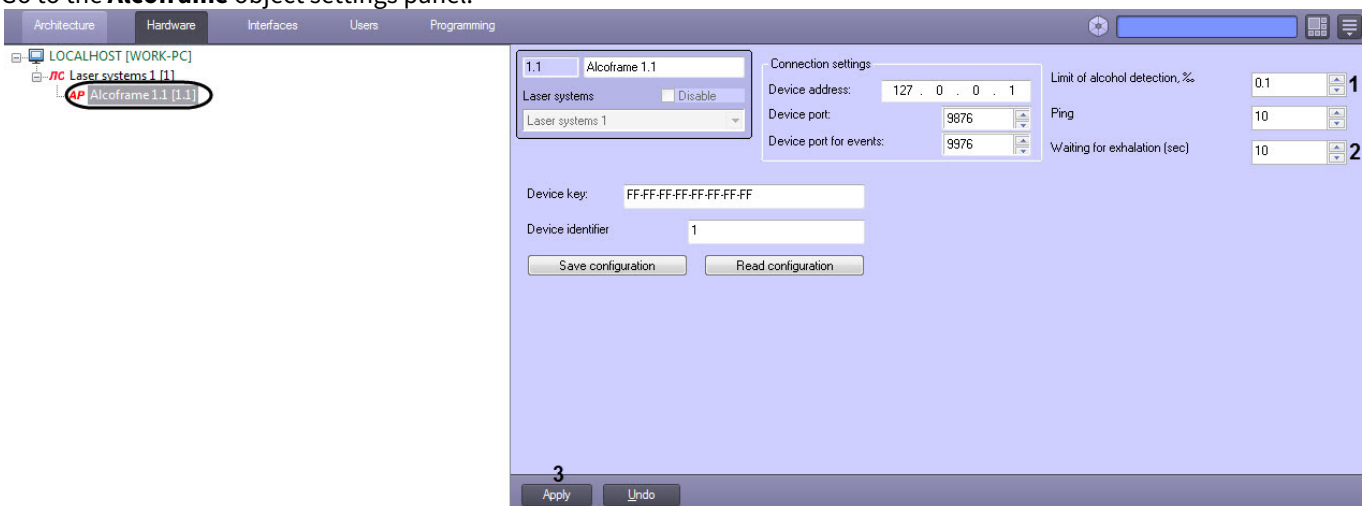 Go to the Alcoframe object settings panel.
Architecture Hardware Interfaces Users Programming
LOCALHOST [WORK-PC]
ЛС Laser systems 1 [1]
АР Alcoframe 1.1 [1.1]
1.1 Alcoframe 1.1
Laser systems Disable
Laser systems 1
Connection settings
Device address: 127 . 0 . 0 . 1
Device port: 9876
Device port for events: 9976
Limit of alcohol detection, ‰ 0.1 1
Ping 10
Waiting for exhalation (sec) 10 2
Device key: FF-FF-FF-FF-FF-FF-FF-FF
Device identifier 1
Save configuration Read configuration
3
Apply Undo